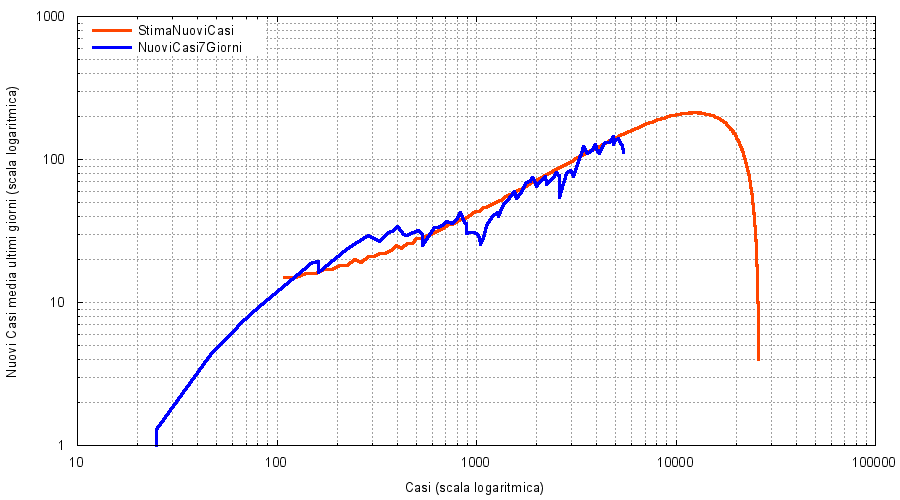 1000
StimaNuoviCasi
NuoviCasi7Giorni
100
10
1
Nuovi Casi media ultimi giorni (scala logaritmica)
10
100
1000
10000
100000
Casi (scala logaritmica)